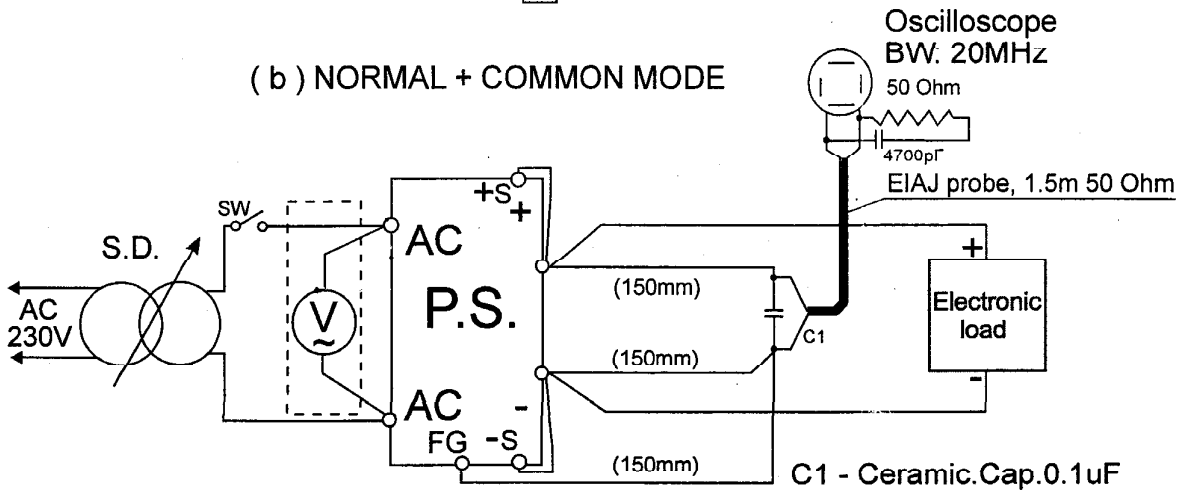 Oscilloscope
BW: 20MHz
( b ) NORMAL + COMMON MODE
50 Ohm
4700pF
EIAJ probe, 1.5m 50 Ohm
SW
S.D.
AC
230V
V
~
AC
+S
+
P.S.
AC
-
FG
-S
(150mm)
(150mm)
(150mm)
C1
+
Electronic
load
-
C1 - Ceramic.Cap.0.1uF